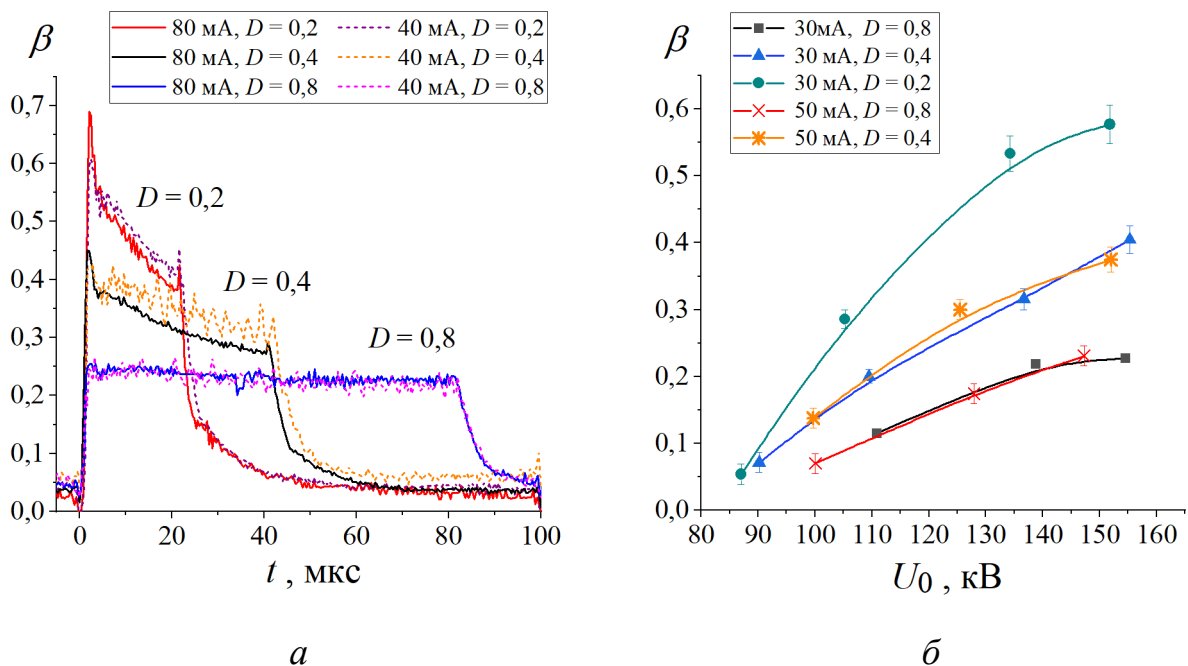 β
80 мА, D = 0,2
80 мА, D = 0,4
80 мА, D = 0,8
40 мА, D = 0,2
40 мА, D = 0,4
40 мА, D = 0,8
0,7
0,6
0,5
0,4
0,3
0,2
0,1
0,0
D = 0,2
D = 0,4
D = 0,8
0
20
40
60
80
100
t , мкс
а
β
30мА, D = 0,8
30 мА, D = 0,4
30 мА, D = 0,2
50 мА, D = 0,8
50 мА, D = 0,4
0,6
0,5
0,4
0,3
0,2
0,1
0,0
80
90
100
110
120
130
140
150
160
U0 , кВ
б